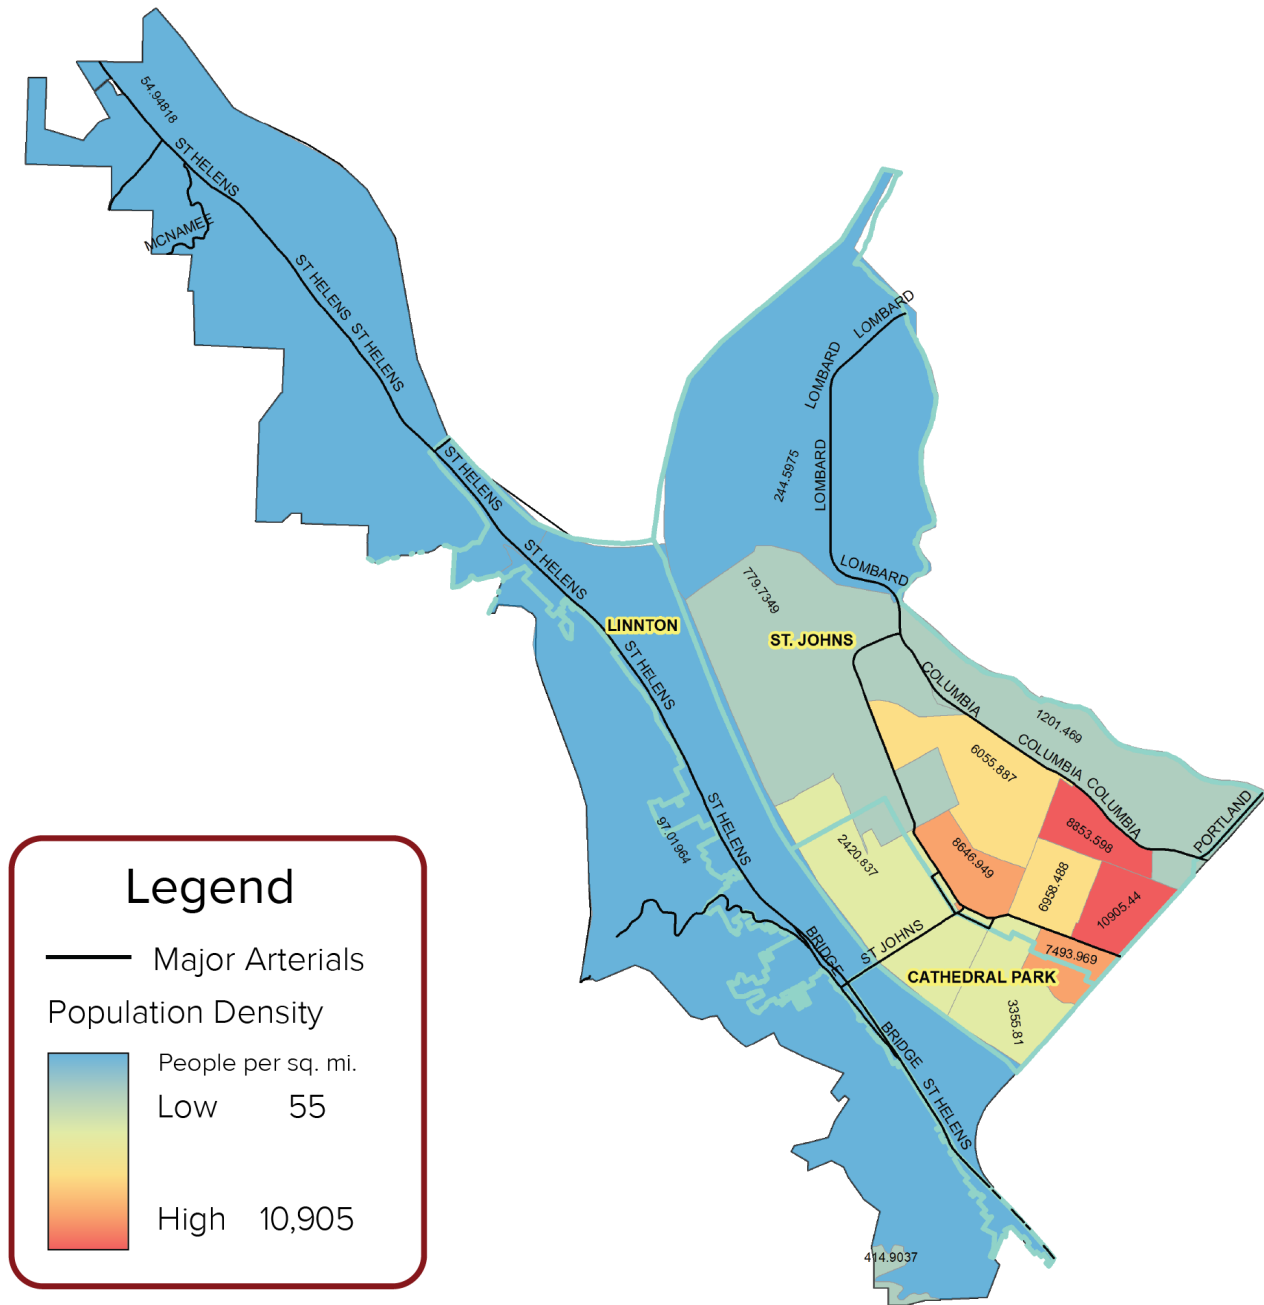 54.94818
ST HELENS
MCNAMEE
ST HELENS
ST HELENS
ST HELENS
ST HELENS
LINNTON
ST HELENS
ST HELENS
97.01964
LOMBARD
LOMBARD
LOMBARD
244.5975
LOMBARD
779.7349
ST. JOHNS
COLUMBIA
1201.469
COLUMBIA
COLUMBIA
PORTLAND
6055.887
8853.598
8646.949
6958.488
10905.44
2420.837
ST JOHNS
BRIDGE
7493.969
CATHEDRAL PARK
3355.81
BRIDGE
ST HELENS
414.9037
Legend
Major Arterials
Population Density
People per sq. mi.
Low 55
High 10,905